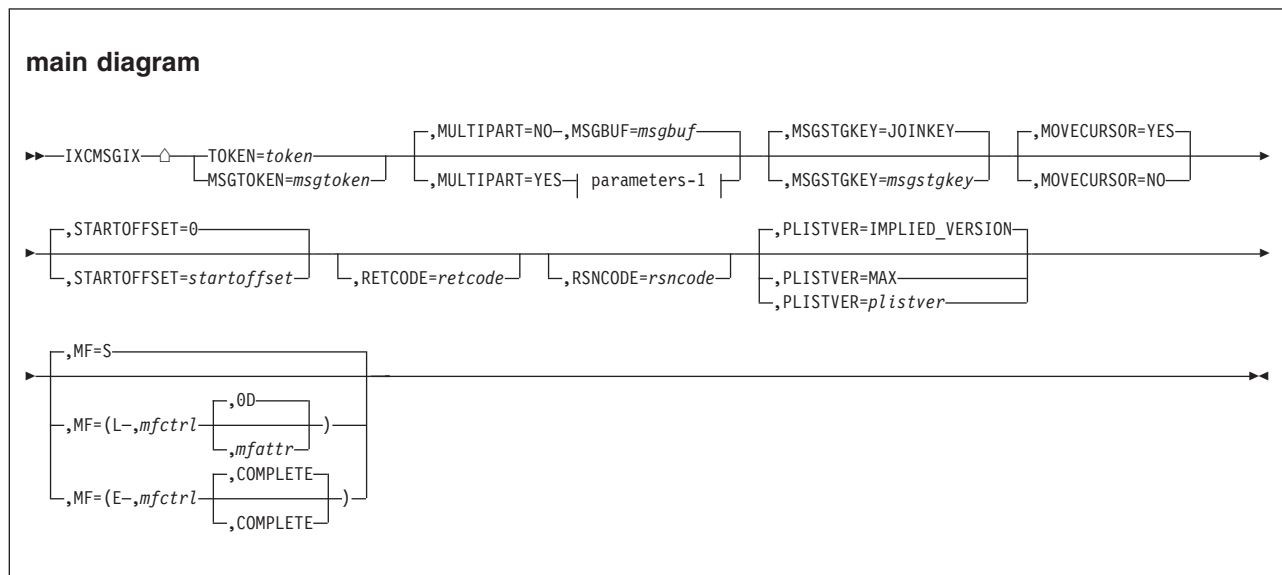 main diagram
,MULTIPART=NO ,MSGBUF=msgbuf ,MSGSTGKEY=JOINKEY ,MOVECURSOR=YES
IXCMSGIX TOKEN=token
MSGTOKEN=msgtoken ,MULTIPART=YES parameters-1 ,MSGSTGKEY=msgstgkey ,MOVECURSOR=NO
,STARTOFFSET=0 ,PLISTVER=IMPLIED_VERSION
,STARTOFFSET=startoffset ,RETCODE=retcode ,RSNCODE=rsncode ,PLISTVER=MAX
,PLISTVER=plistver
,MF=S
,0D
,MF=(L ,mfctrl )
,mfattr
,COMPLETE
,MF=(E ,mfctrl )
,COMPLETE